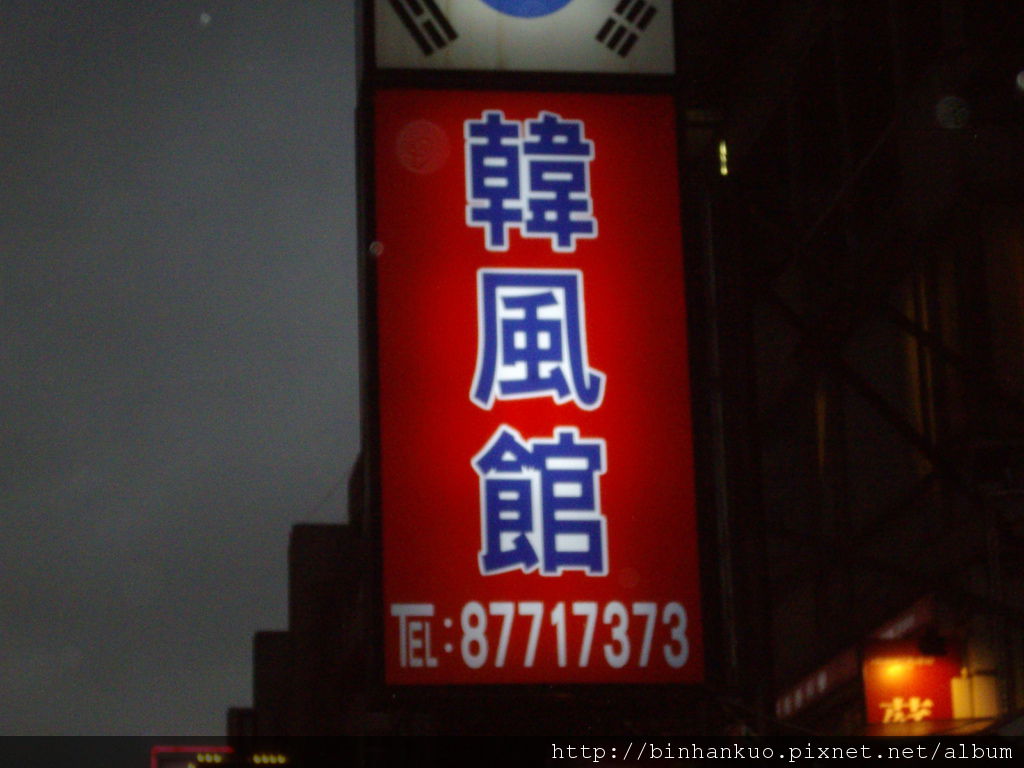 韓
風
館
TEL:87717373
http://binhankuo.pixnet.net/album